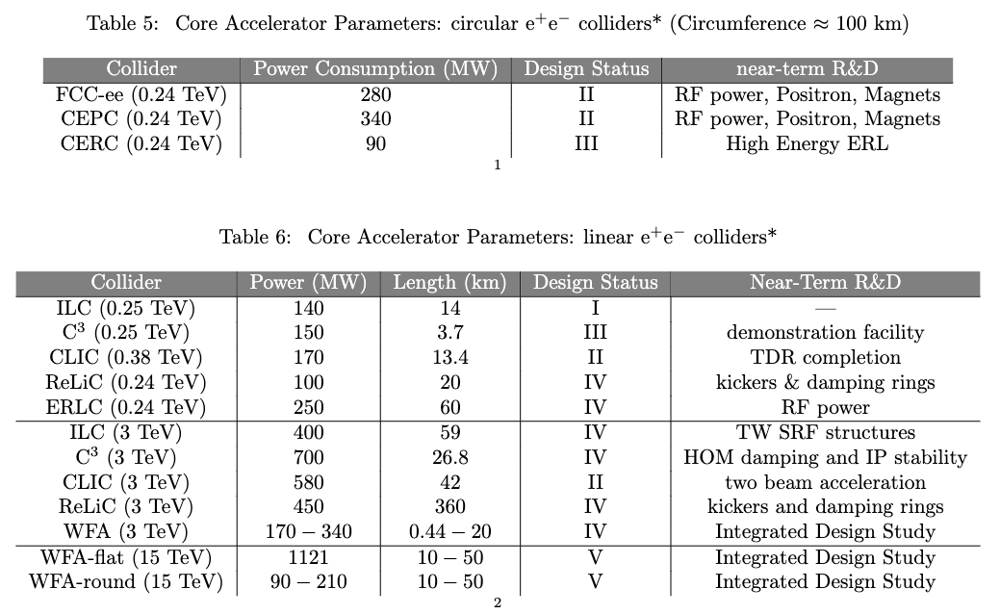 Table 5: Core Accelerator Parameters: circular e⁺e⁻ colliders* (Circumference ≈ 100 km)
Collider Power Consumption (MW) Design Status near-term R&D
FCC-ee (0.24 TeV) 280 II RF power, Positron, Magnets
CEPC (0.24 TeV) 340 II RF power, Positron, Magnets
CERC (0.24 TeV) 90 III High Energy ERL
1
Table 6: Core Accelerator Parameters: linear e⁺e⁻ colliders*
Collider Power (MW) Length (km) Design Status Near-Term R&D
ILC (0.25 TeV) 140 14 I —
C³ (0.25 TeV) 150 3.7 III demonstration facility
CLIC (0.38 TeV) 170 13.4 II TDR completion
ReLiC (0.24 TeV) 100 20 IV kickers & damping rings
ERLC (0.24 TeV) 250 60 IV RF power
ILC (3 TeV) 400 59 IV TW SRF structures
C³ (3 TeV) 700 26.8 IV HOM damping and IP stability
CLIC (3 TeV) 580 42 II two beam acceleration
ReLiC (3 TeV) 450 360 IV kickers and damping rings
WFA (3 TeV) 170 – 340 0.44 – 20 IV Integrated Design Study
WFA-flat (15 TeV) 1121 10 – 50 V Integrated Design Study
WFA-round (15 TeV) 90 – 210 10 – 50 V Integrated Design Study
2